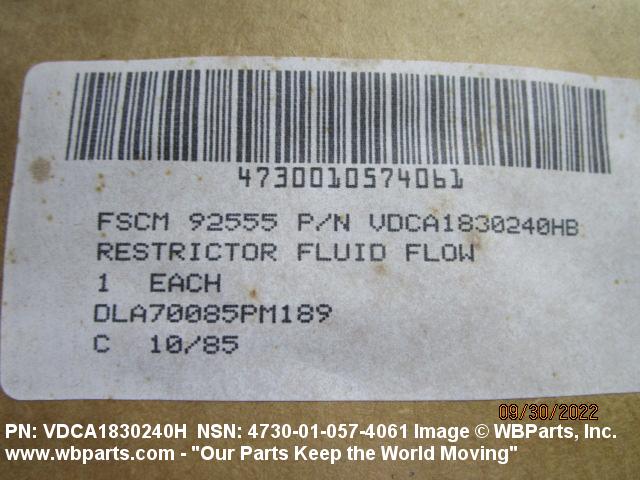 4730010574061
FSCM 92555 P/N VDCA1830240HB
RESTRICTOR FLUID FLOW
1 EACH
DLA70085PM189
C 10/85
09/30/2022
PN: VDCA1830240H NSN: 4730-01-057-4061 Image © WBParts, Inc.
www.wbparts.com - "Our Parts Keep the World Moving"